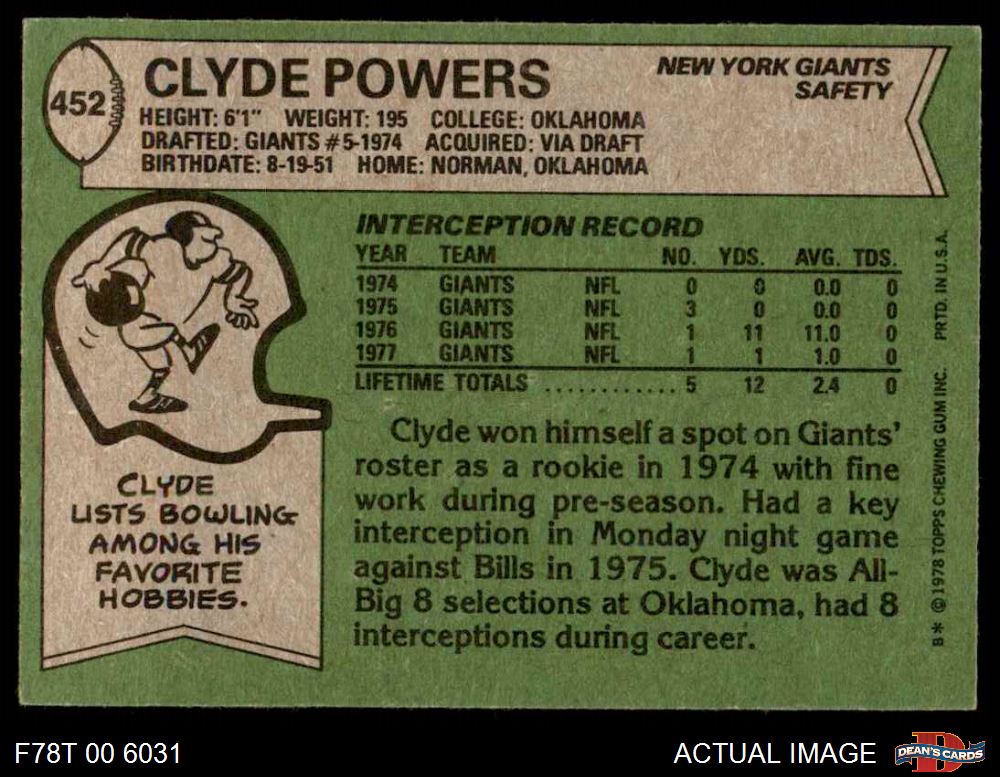 452
CLYDE POWERS
NEW YORK GIANTS
SAFETY
HEIGHT: 6'1" WEIGHT: 195 COLLEGE: OKLAHOMA
DRAFTED: GIANTS #5-1974 ACQUIRED: VIA DRAFT
BIRTHDATE: 8-19-51 HOME: NORMAN, OKLAHOMA
INTERCEPTION RECORD
YEAR TEAM NO. YDS. AVG. TDS.
1974 GIANTS NFL 0 0 0.0 0
1975 GIANTS NFL 3 0 0.0 0
1976 GIANTS NFL 1 11 11.0 0
1977 GIANTS NFL 1 1 1.0 0
LIFETIME TOTALS ............ 5 12 2.4 0
Clyde won himself a spot on Giants'
roster as a rookie in 1974 with fine
work during pre-season. Had a key
interception in Monday night game
against Bills in 1975. Clyde was All-
Big 8 selections at Oklahoma, had 8
interceptions during career.
CLYDE
LISTS BOWLING
AMONG HIS
FAVORITE
HOBBIES.
B* © 1978 TOPPS CHEWING GUM INC. PRTD. IN U.S.A.
F78T 00 6031
ACTUAL IMAGE
D
DEAN'S CARDS